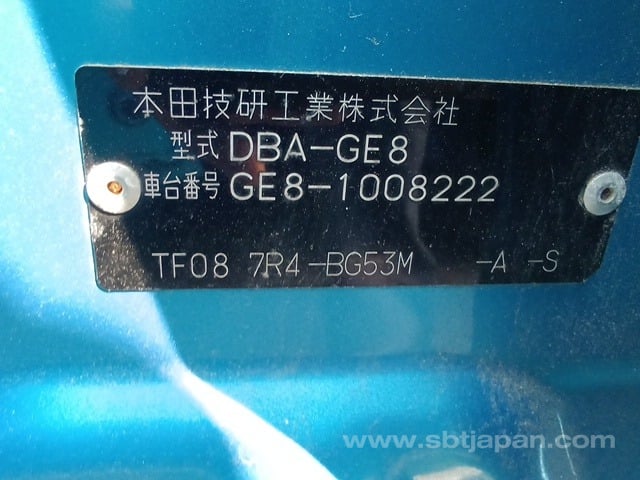 本田技研工業株式会社
型式 DBA-GE8
車台番号 GE8-1008222
TF08 7R4-BG53M -A -S
www.sbtjapan.com